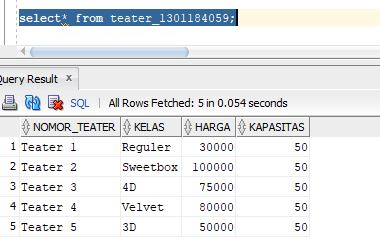 select* from teater_1301184059;
Query Result x
SQL | All Rows Fetched: 5 in 0.054 seconds
NOMOR_TEATER KELAS HARGA KAPASITAS
1 Teater 1 Reguler 30000 50
2 Teater 2 Sweetbox 100000 50
3 Teater 3 4D 75000 50
4 Teater 4 Velvet 80000 50
5 Teater 5 3D 50000 50